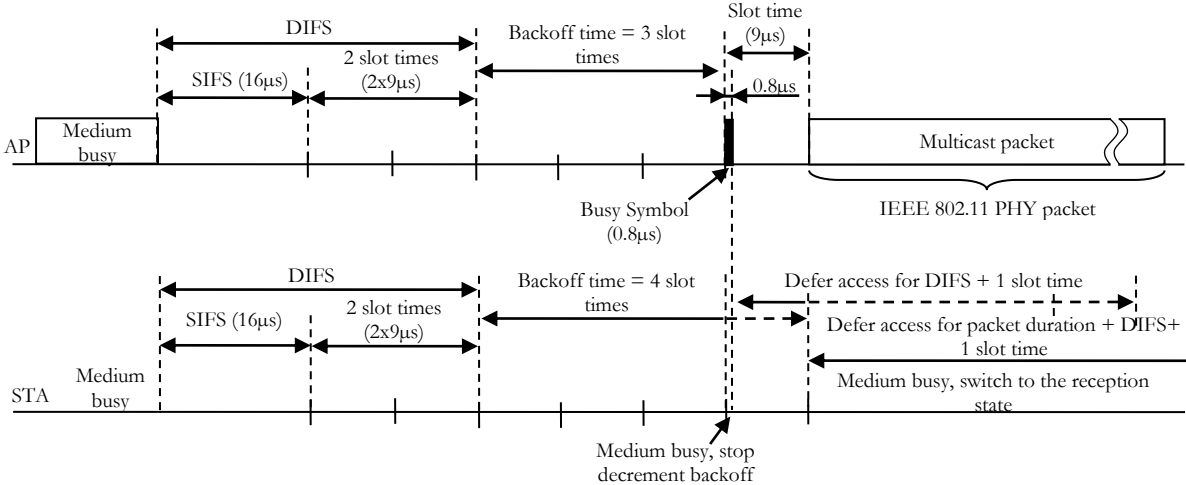 Slot time
(9μs)
DIFS
Backoff time = 3 slot
times
2 slot times
(2x9μs)
SIFS (16μs)
0.8μs
AP
Medium
busy
Multicast packet
Busy Symbol
(0.8μs)
IEEE 802.11 PHY packet
DIFS
Backoff time = 4 slot
times
Defer access for DIFS + 1 slot time
2 slot times
(2x9μs)
SIFS (16μs)
Defer access for packet duration + DIFS+
1 slot time
STA
Medium
busy
Medium busy, switch to the reception
state
Medium busy, stop
decrement backoff